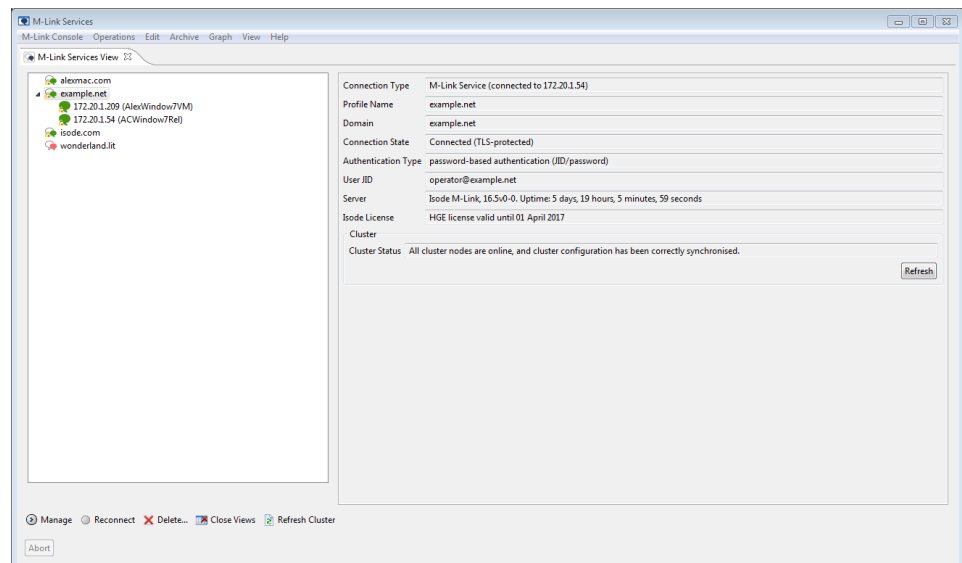 M-Link Services
M-Link Console Operations Edit Archive Graph View Help
M-Link Services View
alexmac.com
example.net
172.20.1.209 (AlexWindow7VM)
172.20.1.54 (ACWindow7Rel)
isode.com
wonderland.lit
Connection Type M-Link Service (connected to 172.20.1.54)
Profile Name example.net
Domain example.net
Connection State Connected (TLS-protected)
Authentication Type password-based authentication (JID/password)
User JID operator@example.net
Server Isode M-Link, 16.5v0-0. Uptime: 5 days, 19 hours, 5 minutes, 59 seconds
Isode License HGE license valid until 01 April 2017
Cluster
Cluster Status All cluster nodes are online, and cluster configuration has been correctly synchronised.
Refresh
Manage Reconnect Delete... Close Views Refresh Cluster
Abort